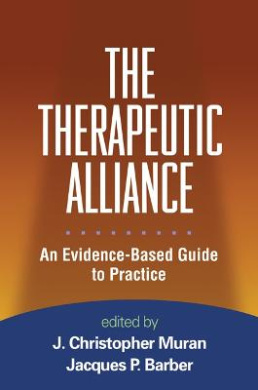 THE
THERAPEUTIC
ALLIANCE
An Evidence-Based Guide
to Practice
edited by
J. Christopher Muran
Jacques P. Barber